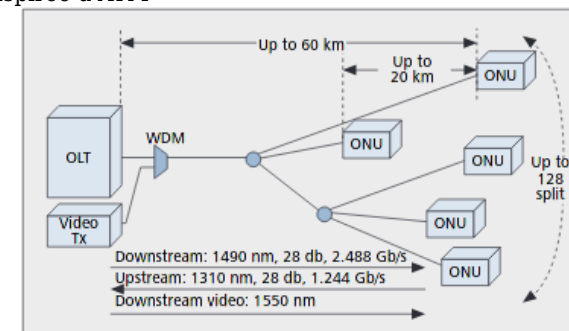 Up to 60 km
Up to
20 km
ONU
WDM
ONU
OLT
ONU
Up to
128
split
Video
Tx
ONU
Downstream: 1490 nm, 28 db, 2.488 Gb/s
ONU
Upstream: 1310 nm, 28 db, 1.244 Gb/s
Downstream video: 1550 nm